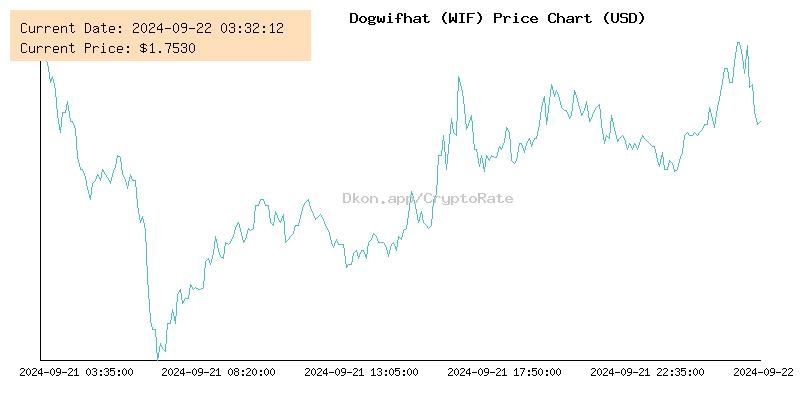 Dogwifhat (WIF) Price Chart (USD)
Current Date: 2024-09-22 03:32:12
Current Price: $1.7530
Dkon.app/CryptoRate
2024-09-21 03:35:00 2024-09-21 08:20:00 2024-09-21 13:05:00 2024-09-21 17:50:00 2024-09-21 22:35:00 2024-09-22